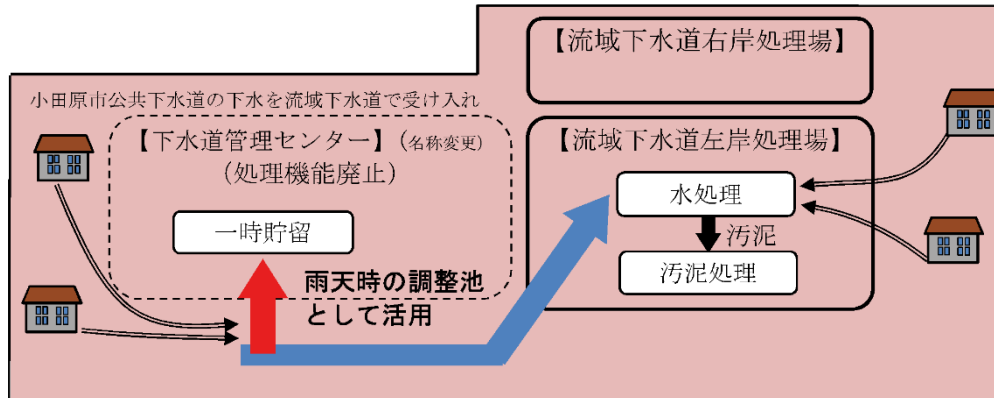 【流域下水道右岸処理場】
小田原市公共下水道の下水を流域下水道で受け入れ
【下水道管理センター】(名称変更)
(処理機能廃止)
一時貯留
雨天時の調整池
として活用
【流域下水道左岸処理場】
水処理
汚泥
汚泥処理